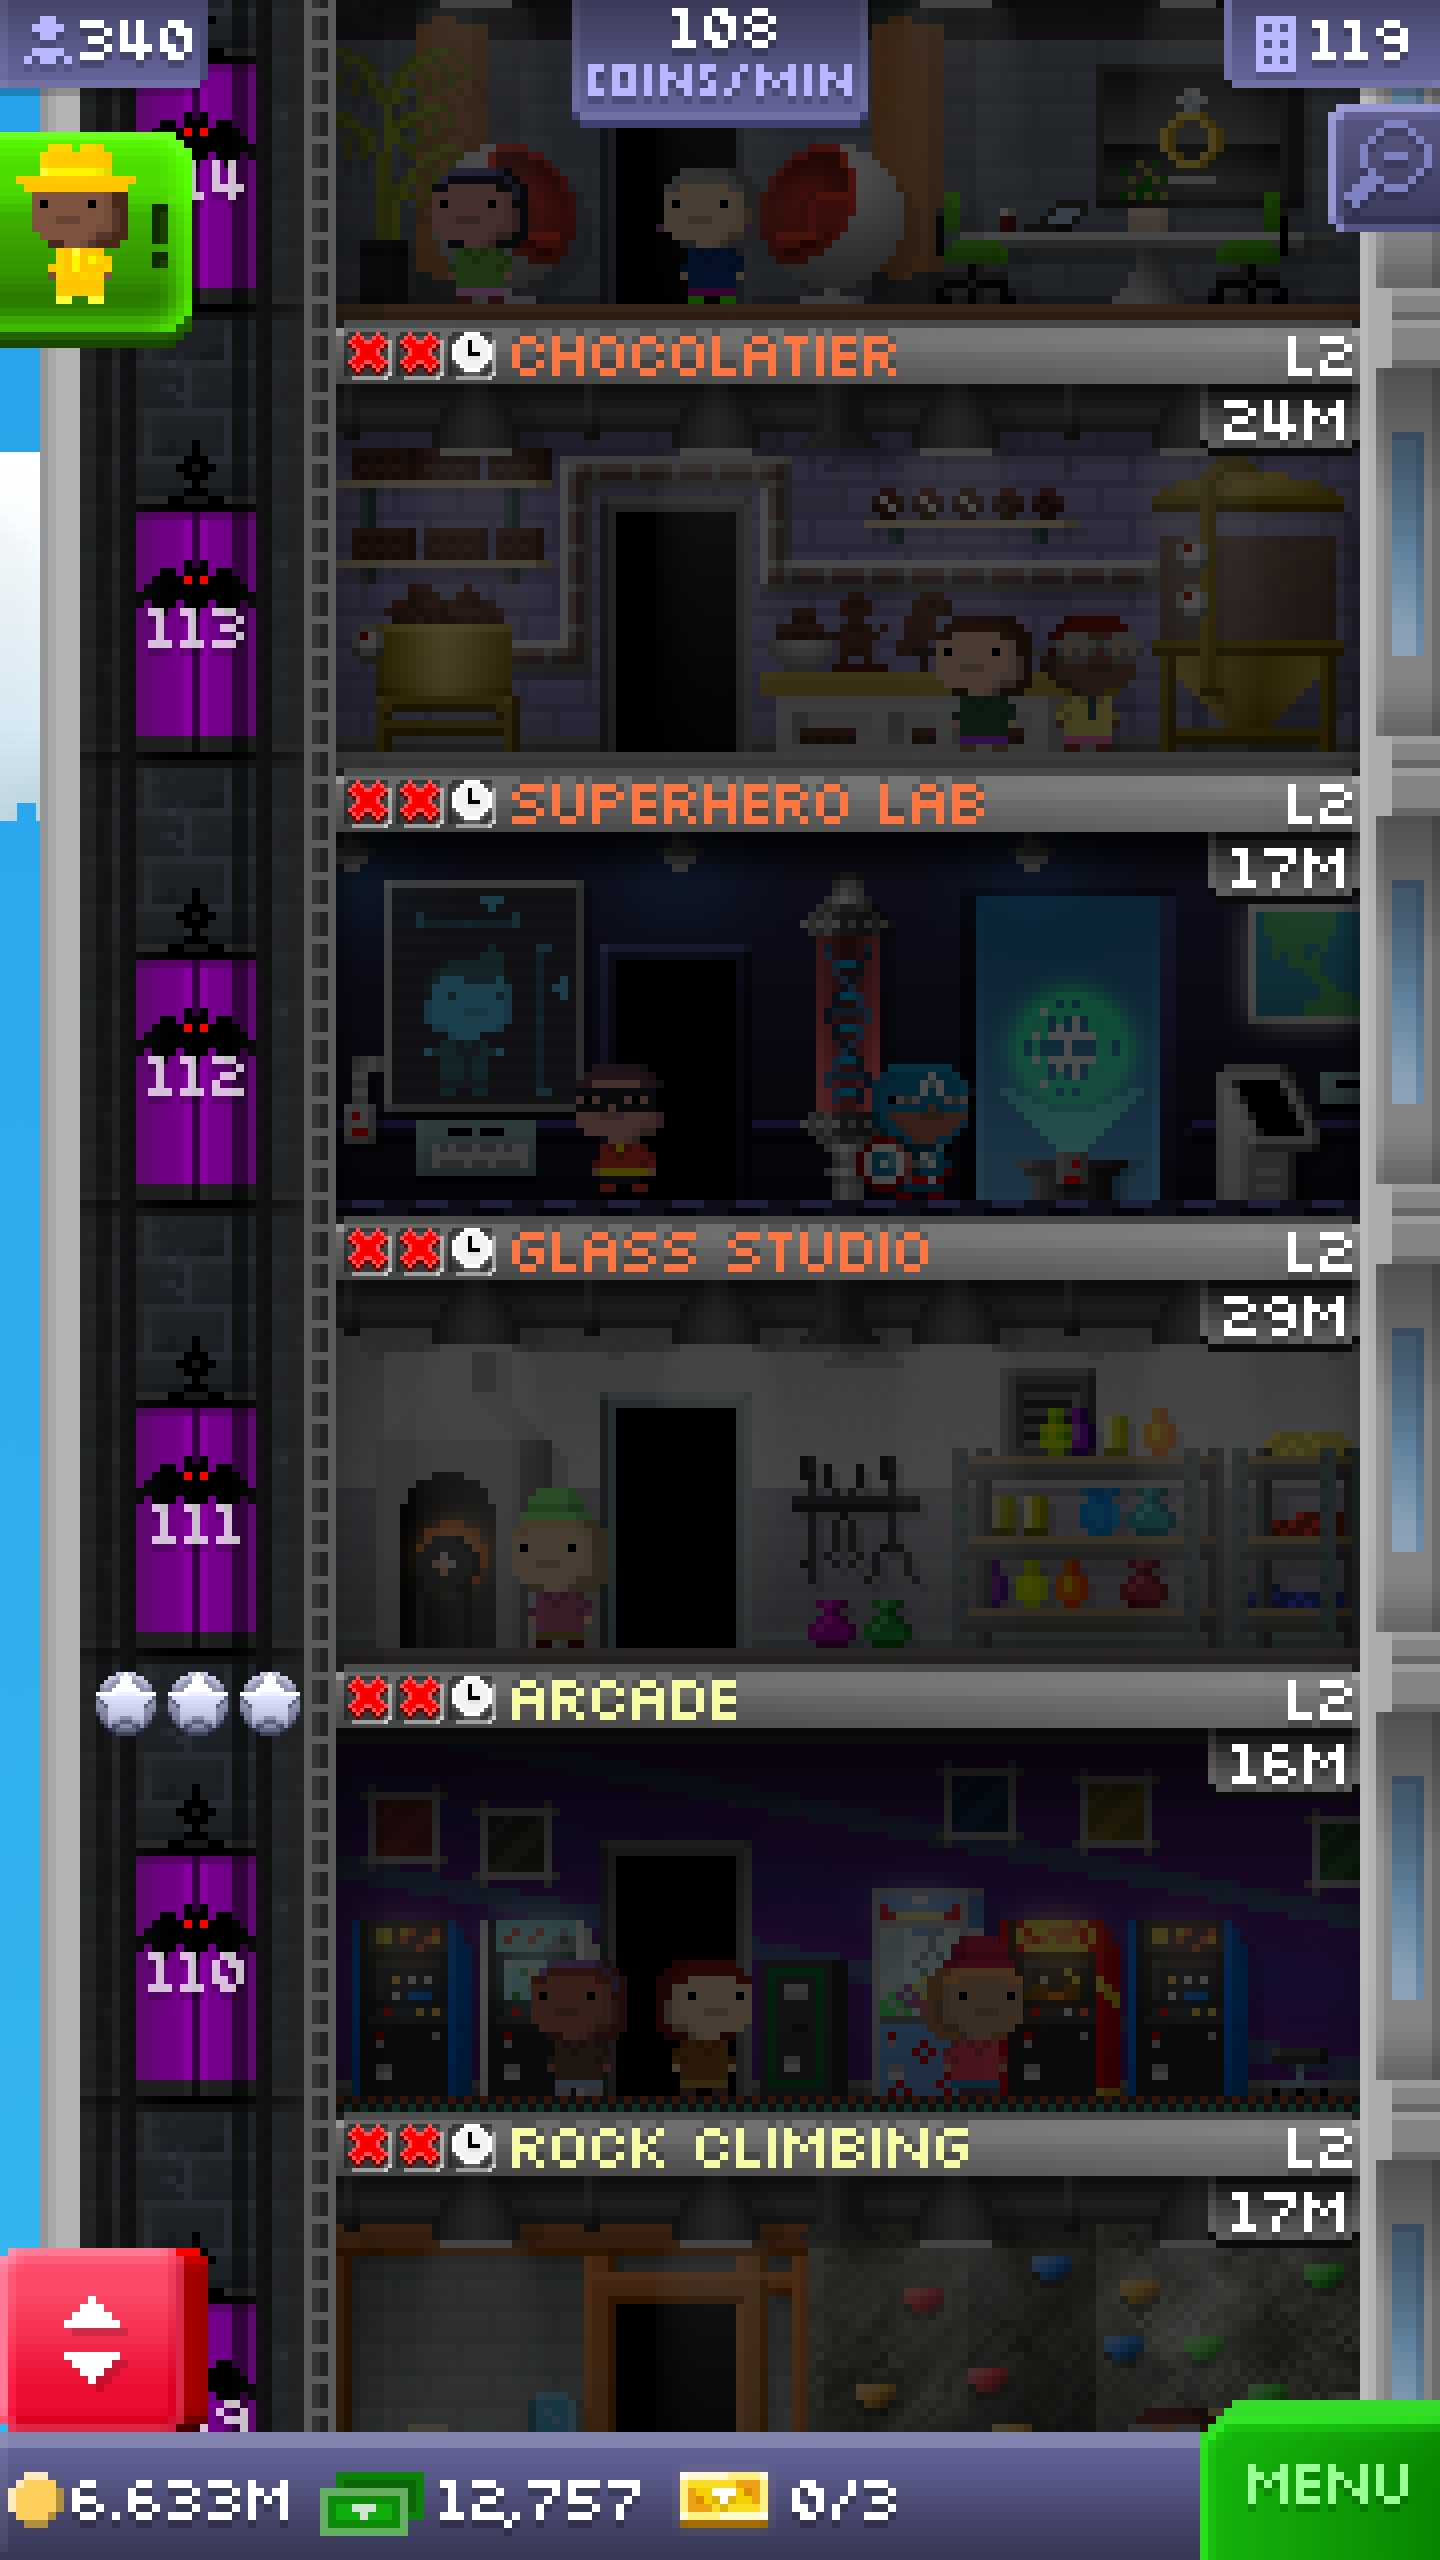 340
108
COINS/MIN
119
14
CHOCOLATIER L2
24M
113
SUPERHERO LAB L2
17M
112
GLASS STUDIO L2
29M
111
ARCADE L2
16M
110
ROCK CLIMBING L2
17M
9
6.633M 12,757 0/3
MENU